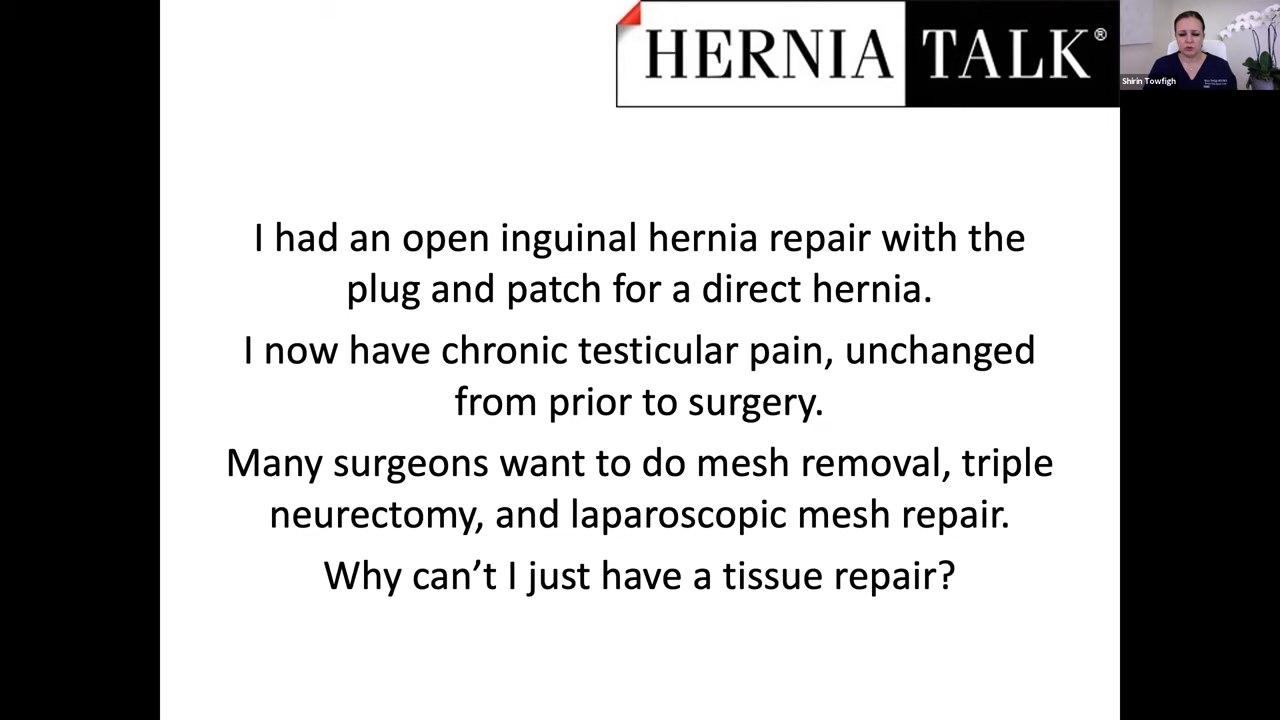 HERNIA TALK®
Shirin Towfigh
I had an open inguinal hernia repair with the
plug and patch for a direct hernia.
I now have chronic testicular pain, unchanged
from prior to surgery.
Many surgeons want to do mesh removal, triple
neurectomy, and laparoscopic mesh repair.
Why can’t I just have a tissue repair?